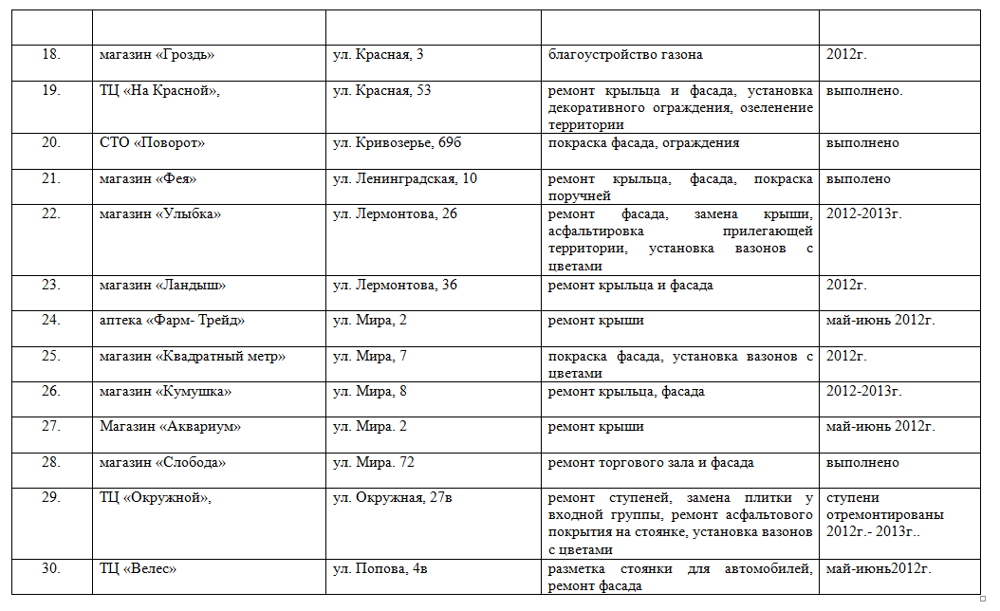 18. магазин «Гроздь» ул. Красная, 3 благоустройство газона 2012г.
19. ТЦ «На Красной», ул. Красная, 53 ремонт крыльца и фасада, установка выполнено.
декоративного ограждения, озеленение
территории
20. СТО «Поворот» ул. Кривозерье, 69б покраска фасада, ограждения выполнено
21. магазин «Фея» ул. Ленинградская, 10 ремонт крыльца, фасада, покраска выполено
поручней
22. магазин «Улыбка» ул. Лермонтова, 26 ремонт фасада, замена крыши, 2012-2013г.
асфальтировка прилегающей
территории, установка вазонов с
цветами
23. магазин «Ландыш» ул. Лермонтова, 36 ремонт крыльца и фасада 2012г.
24. аптека «Фарм- Трейд» ул. Мира, 2 ремонт крыши май-июнь 2012г.
25. магазин «Квадратный метр» ул. Мира, 7 покраска фасада, установка вазонов с 2012г.
цветами
26. магазин «Кумушка» ул. Мира, 8 ремонт крыльца, фасада 2012-2013г.
27. Магазин «Аквариум» ул. Мира. 2 ремонт крыши май-июнь 2012г.
28. магазин «Слобода» ул. Мира. 72 ремонт торгового зала и фасада выполнено
29. ТЦ «Окружной», ул. Окружная, 27в ремонт ступеней, замена плитки у ступени
входной группы, ремонт асфальтового отремонтированы
покрытия на стоянке, установка вазонов 2012г.- 2013г..
с цветами
30. ТЦ «Велес» ул. Попова, 4в разметка стоянки для автомобилей, май-июнь2012г.
ремонт фасада